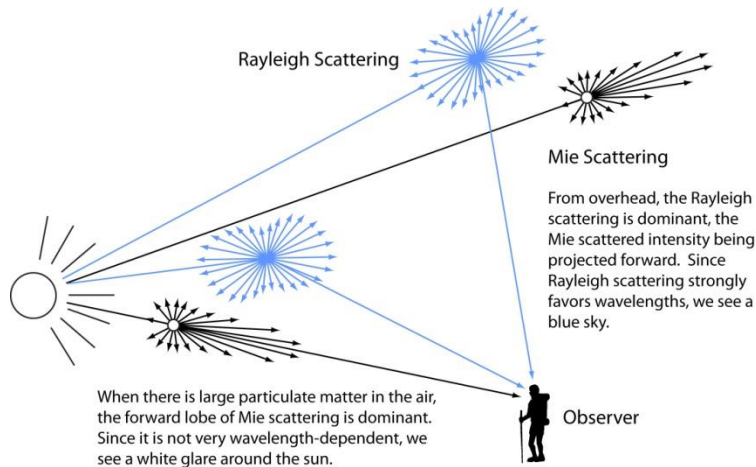 Rayleigh Scattering
Mie Scattering
From overhead, the Rayleigh
scattering is dominant, the
Mie scattered intensity being
projected forward. Since
Rayleigh scattering strongly
favors wavelengths, we see a
blue sky.
When there is large particulate matter in the air,
the forward lobe of Mie scattering is dominant.
Since it is not very wavelength-dependent, we
see a white glare around the sun.
Observer